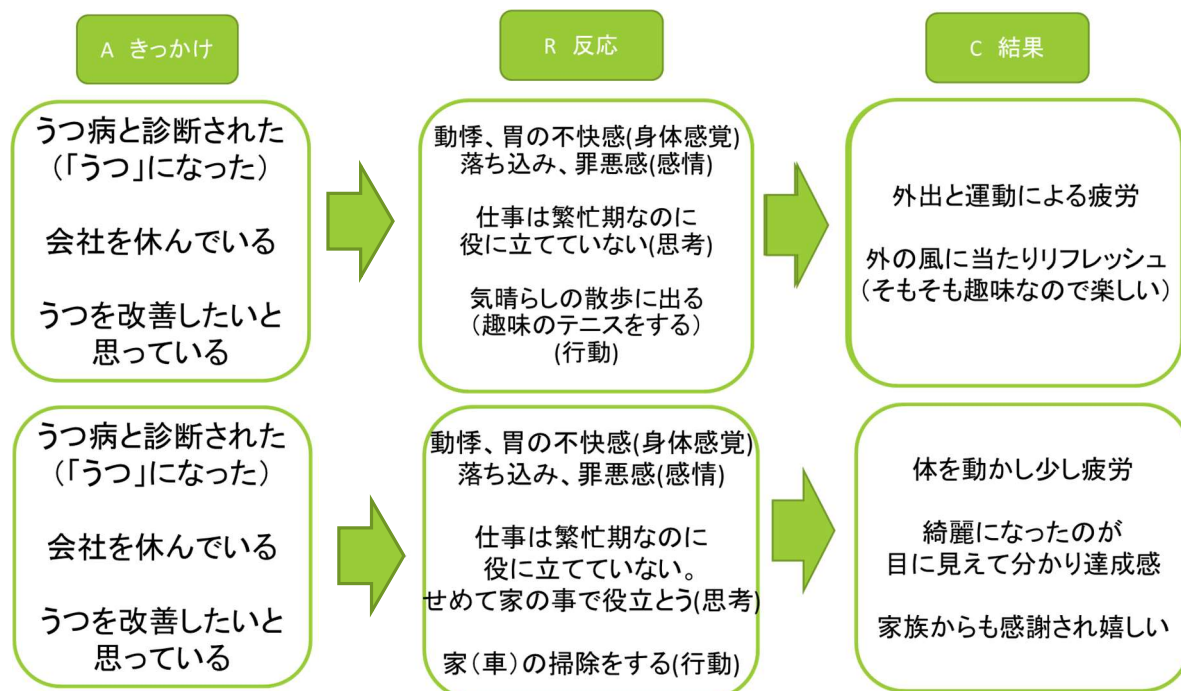 A きっかけ
R 反応
C 結果
うつ病と診断された
(「うつ」になった)
会社を休んでいる
うつを改善したいと
思っている
動悸、胃の不快感(身体感覚)
落ち込み、罪悪感(感情)
仕事は繁忙期なのに
役に立てていない(思考)
気晴らしの散歩に出る
(趣味のテニスをする)
(行動)
外出と運動による疲労
外の風に当たりリフレッシュ
(そもそも趣味なので楽しい)
うつ病と診断された
(「うつ」になった)
会社を休んでいる
うつを改善したいと
思っている
動悸、胃の不快感(身体感覚)
落ち込み、罪悪感(感情)
仕事は繁忙期なのに
役に立てていない。
せめて家の事で役立とう(思考)
家(車)の掃除をする(行動)
体を動かし少し疲労
綺麗になったのが
目に見えて分かり達成感
家族からも感謝され嬉しい